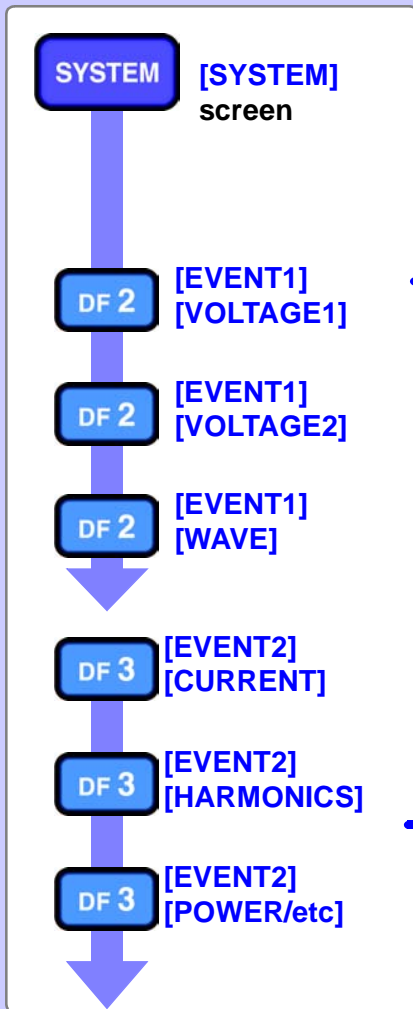 SYSTEM
[SYSTEM]
screen
DF 2
[EVENT1]
[VOLTAGE1]
DF 2
[EVENT1]
[VOLTAGE2]
DF 2
[EVENT1]
[WAVE]
DF 3
[EVENT2]
[CURRENT]
DF 3
[EVENT2]
[HARMONICS]
DF 3
[EVENT2]
[POWER/etc]